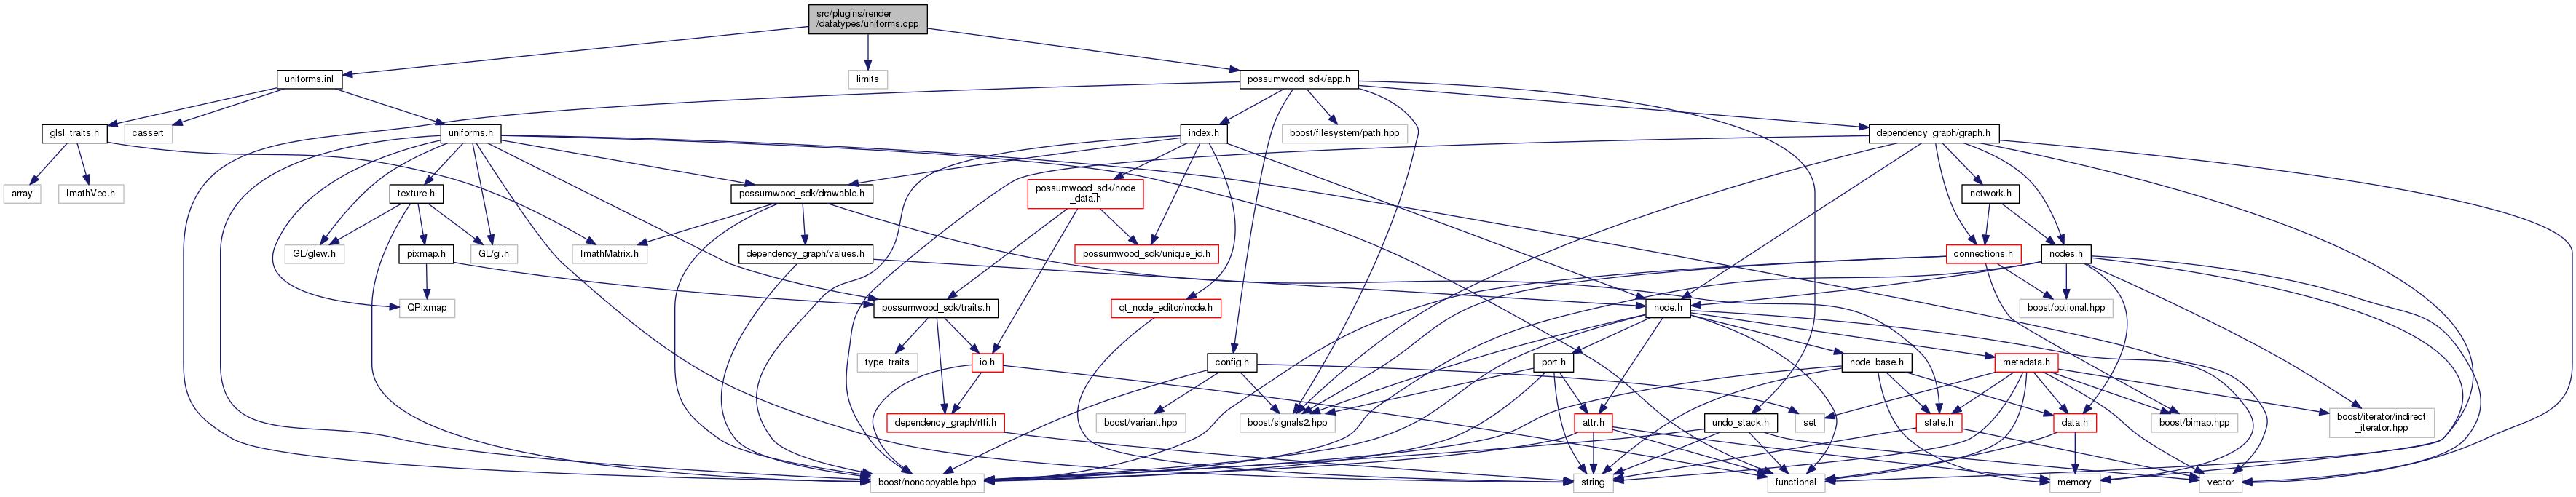 src/plugins/render
/datatypes/uniforms.cpp
uniforms.inl
limits
possumwood_sdk/app.h
glsl_traits.h
cassert
uniforms.h
index.h
boost/filesystem/path.hpp
dependency_graph/graph.h
array
ImathVec.h
texture.h
possumwood_sdk/drawable.h
possumwood_sdk/node
_data.h
network.h
GL/glew.h
pixmap.h
GL/gl.h
ImathMatrix.h
dependency_graph/values.h
possumwood_sdk/unique_id.h
connections.h
nodes.h
QPixmap
possumwood_sdk/traits.h
qt_node_editor/node.h
node.h
boost/optional.hpp
type_traits
io.h
config.h
port.h
node_base.h
metadata.h
dependency_graph/rtti.h
boost/variant.hpp
boost/signals2.hpp
attr.h
undo_stack.h
set
state.h
data.h
boost/bimap.hpp
boost/iterator/indirect
_iterator.hpp
boost/noncopyable.hpp
string
functional
memory
vector